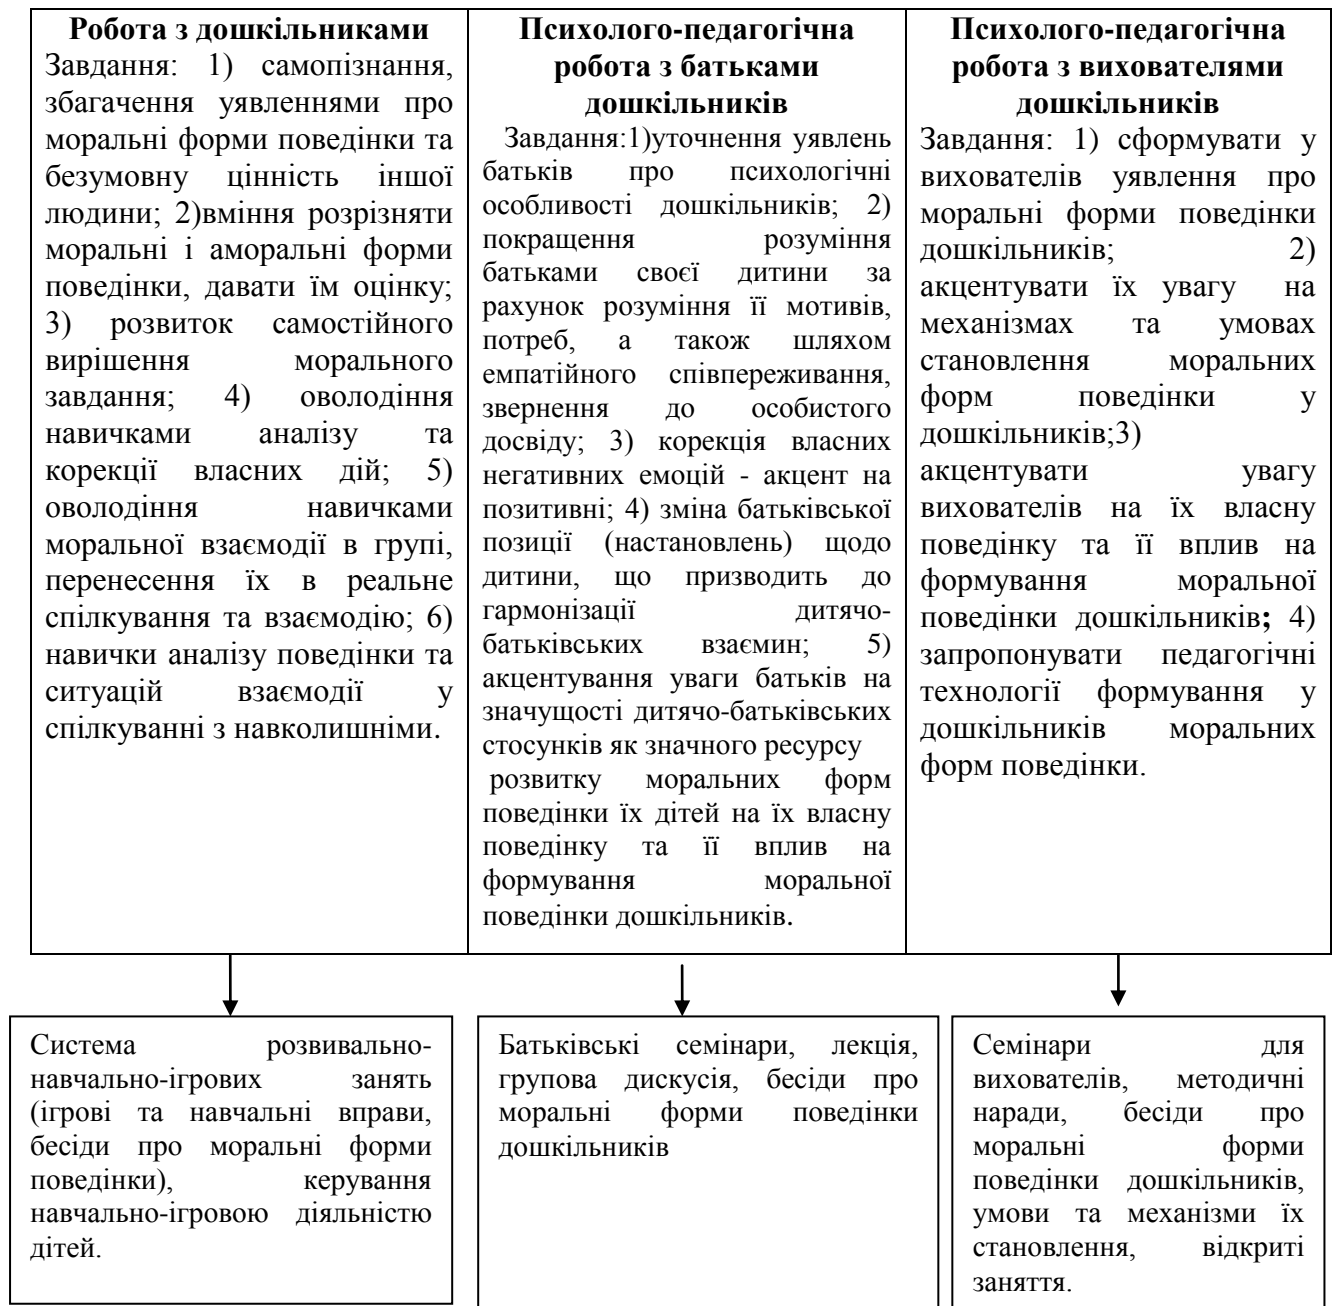 Робота з дошкільниками
Завдання: 1) самопізнання,
збагачення уявленнями про
моральні форми поведінки та
безумовну цінність іншої
людини; 2)вміння розрізняти
моральні і аморальні форми
поведінки, давати їм оцінку;
3) розвиток самостійного
вирішення морального
завдання; 4) оволодіння
навичками аналізу та
корекції власних дій; 5)
оволодіння навичками
моральної взаємодії в групі,
перенесення їх в реальне
спілкування та взаємодію; 6)
навички аналізу поведінки та
ситуацій взаємодії у
спілкуванні з навколишніми.
Психолого-педагогічна
робота з батьками
дошкільників
Завдання:1)уточнення уявлень
батьків про психологічні
особливості дошкільників; 2)
покращення розуміння
батьками своєї дитини за
рахунок розуміння її мотивів,
потреб, а також шляхом
емпатійного співпереживання,
звернення до особистого
досвіду; 3) корекція власних
негативних емоцій - акцент на
позитивні; 4) зміна батьківської
позиції (настановлень) щодо
дитини, що призводить до
гармонізації дитячо-
батьківських взаємин; 5)
акцентування уваги батьків на
значущості дитячо-батьківських
стосунків як значного ресурсу
розвитку моральних форм
поведінки їх дітей на їх власну
поведінку та її вплив на
формування моральної
поведінки дошкільників.
Психолого-педагогічна
робота з вихователями
дошкільників
Завдання: 1) сформувати у
вихователів уявлення про
моральні форми поведінки
дошкільників; 2)
акцентувати їх увагу на
механізмах та умовах
становлення моральних
форм поведінки у
дошкільників;3)
акцентувати увагу
вихователів на їх власну
поведінку та її вплив на
формування моральної
поведінки дошкільників; 4)
запропонувати педагогічні
технології формування у
дошкільників моральних
форм поведінки.
Система розвивально-
навчально-ігрових занять
(ігрові та навчальні вправи,
бесіди про моральні форми
поведінки), керування
навчально-ігровою діяльністю
дітей.
Батьківські семінари, лекція,
групова дискусія, бесіди про
моральні форми поведінки
дошкільників
Семінари для
вихователів, методичні
наради, бесіди про
моральні форми
поведінки дошкільників,
умови та механізми їх
становлення, відкриті
заняття.